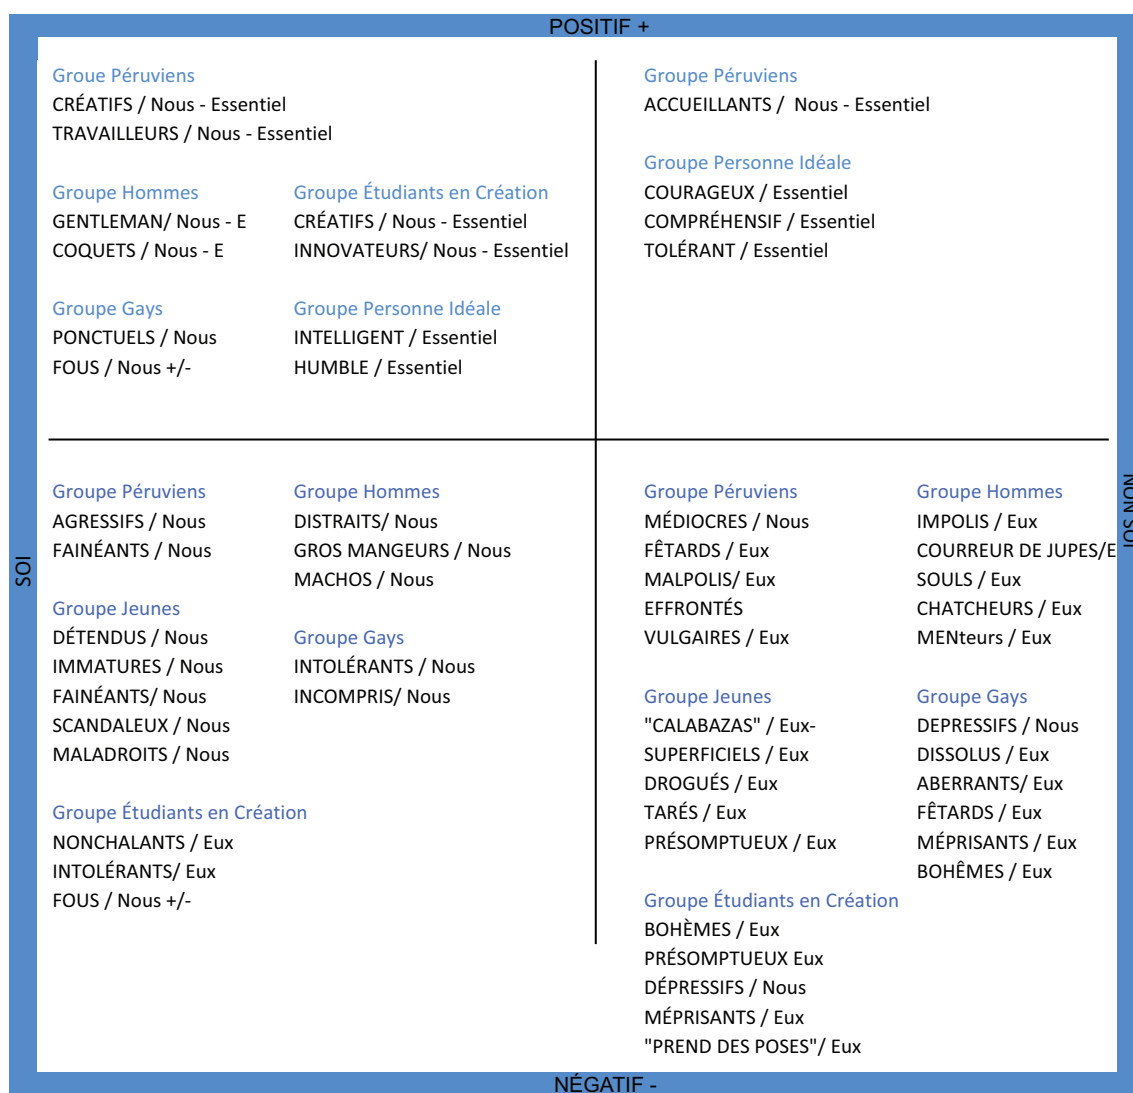 POSITIF +
Groue Péruviens
CRÉATIFS / Nous - Essentiel
TRAVAILLEURS / Nous - Essentiel
Groupe Hommes
GENTLEMAN/ Nous - E
COQUETS / Nous - E
Groupe Étudiants en Création
CRÉATIFS / Nous - Essentiel
INNOVATEURS/ Nous - Essentiel
Groupe Gays
PONCTUELS / Nous
FOUS / Nous +/-
Groupe Personne Idéale
INTELLIGENT / Essentiel
HUMBLE / Essentiel
Groupe Péruviens
ACCUEILLANTS /  Nous - Essentiel
Groupe Personne Idéale
COURAGEUX / Essentiel
COMPRÉHENSIF / Essentiel
TOLÉRANT / Essentiel
SOI
Groupe Péruviens
AGRESSIFS / Nous
FAINÉANTS / Nous
Groupe Jeunes
DÉTENDUS / Nous
IMMATURES / Nous
FAINÉANTS/ Nous
SCANDALEUX / Nous
MALADROITS / Nous
Groupe Étudiants en Création
NONCHALANTS / Eux
INTOLÉRANTS/ Eux
FOUS / Nous +/-
Groupe Hommes
DISTRAITS/ Nous
GROS MANGEURS / Nous
MACHOS / Nous
Groupe Gays
INTOLÉRANTS / Nous
INCOMPRIS/ Nous
Groupe Péruviens
MÉDIOCRES / Nous
FÊTARDS / Eux
MALPOLIS/ Eux
EFFRONTÉS
VULGAIRES / Eux
Groupe Jeunes
"CALABAZAS" / Eux-
SUPERFICIELS / Eux
DROGUÉS / Eux
TARÉS / Eux
PRÉSOMPTUEUX / Eux
Groupe Étudiants en Création
BOHÈMES / Eux
PRÉSOMPTUEUX Eux
DÉPRESSIFS / Nous
MÉPRISANTS / Eux
"PREND DES POSES"/ Eux
Groupe Hommes
IMPOLIS / Eux
COURREUR DE JUPES/E
SOULS / Eux
CHATCHEURS / Eux
MENteurs / Eux
Groupe Gays
DEPRESSIFS / Nous
DISSOLUS / Eux
ABERRANTS/ Eux
FÊTARDS / Eux
MÉPRISANTS / Eux
BOHÊMES / Eux
NON SOI
NÉGATIF -